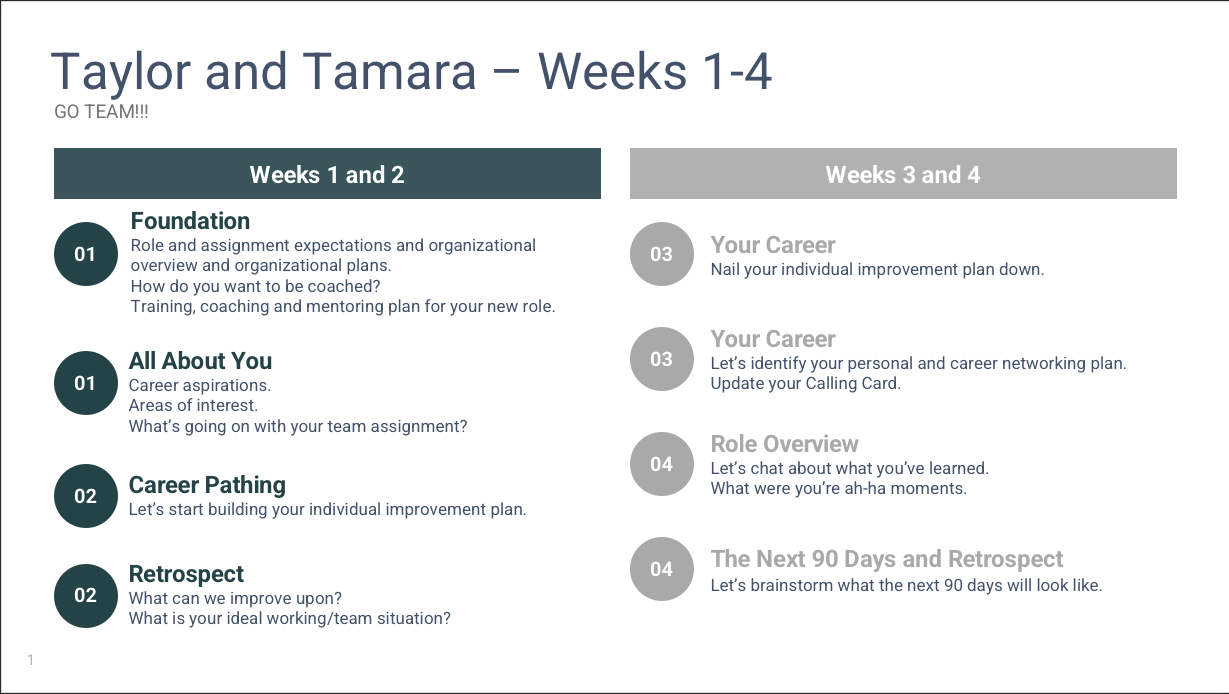 Taylor and Tamara – Weeks 1-4
GO TEAM!!!
Weeks 1 and 2
01
Foundation
Role and assignment expectations and organizational
overview and organizational plans.
How do you want to be coached?
Training, coaching and mentoring plan for your new role.
01
All About You
Career aspirations.
Areas of interest.
What’s going on with your team assignment?
02
Career Pathing
Let’s start building your individual improvement plan.
02
Retrospect
What can we improve upon?
What is your ideal working/team situation?
Weeks 3 and 4
03
Your Career
Nail your individual improvement plan down.
03
Your Career
Let’s identify your personal and career networking plan.
Update your Calling Card.
04
Role Overview
Let’s chat about what you’ve learned.
What were you’re ah-ha moments.
04
The Next 90 Days and Retrospect
Let’s brainstorm what the next 90 days will look like.
1